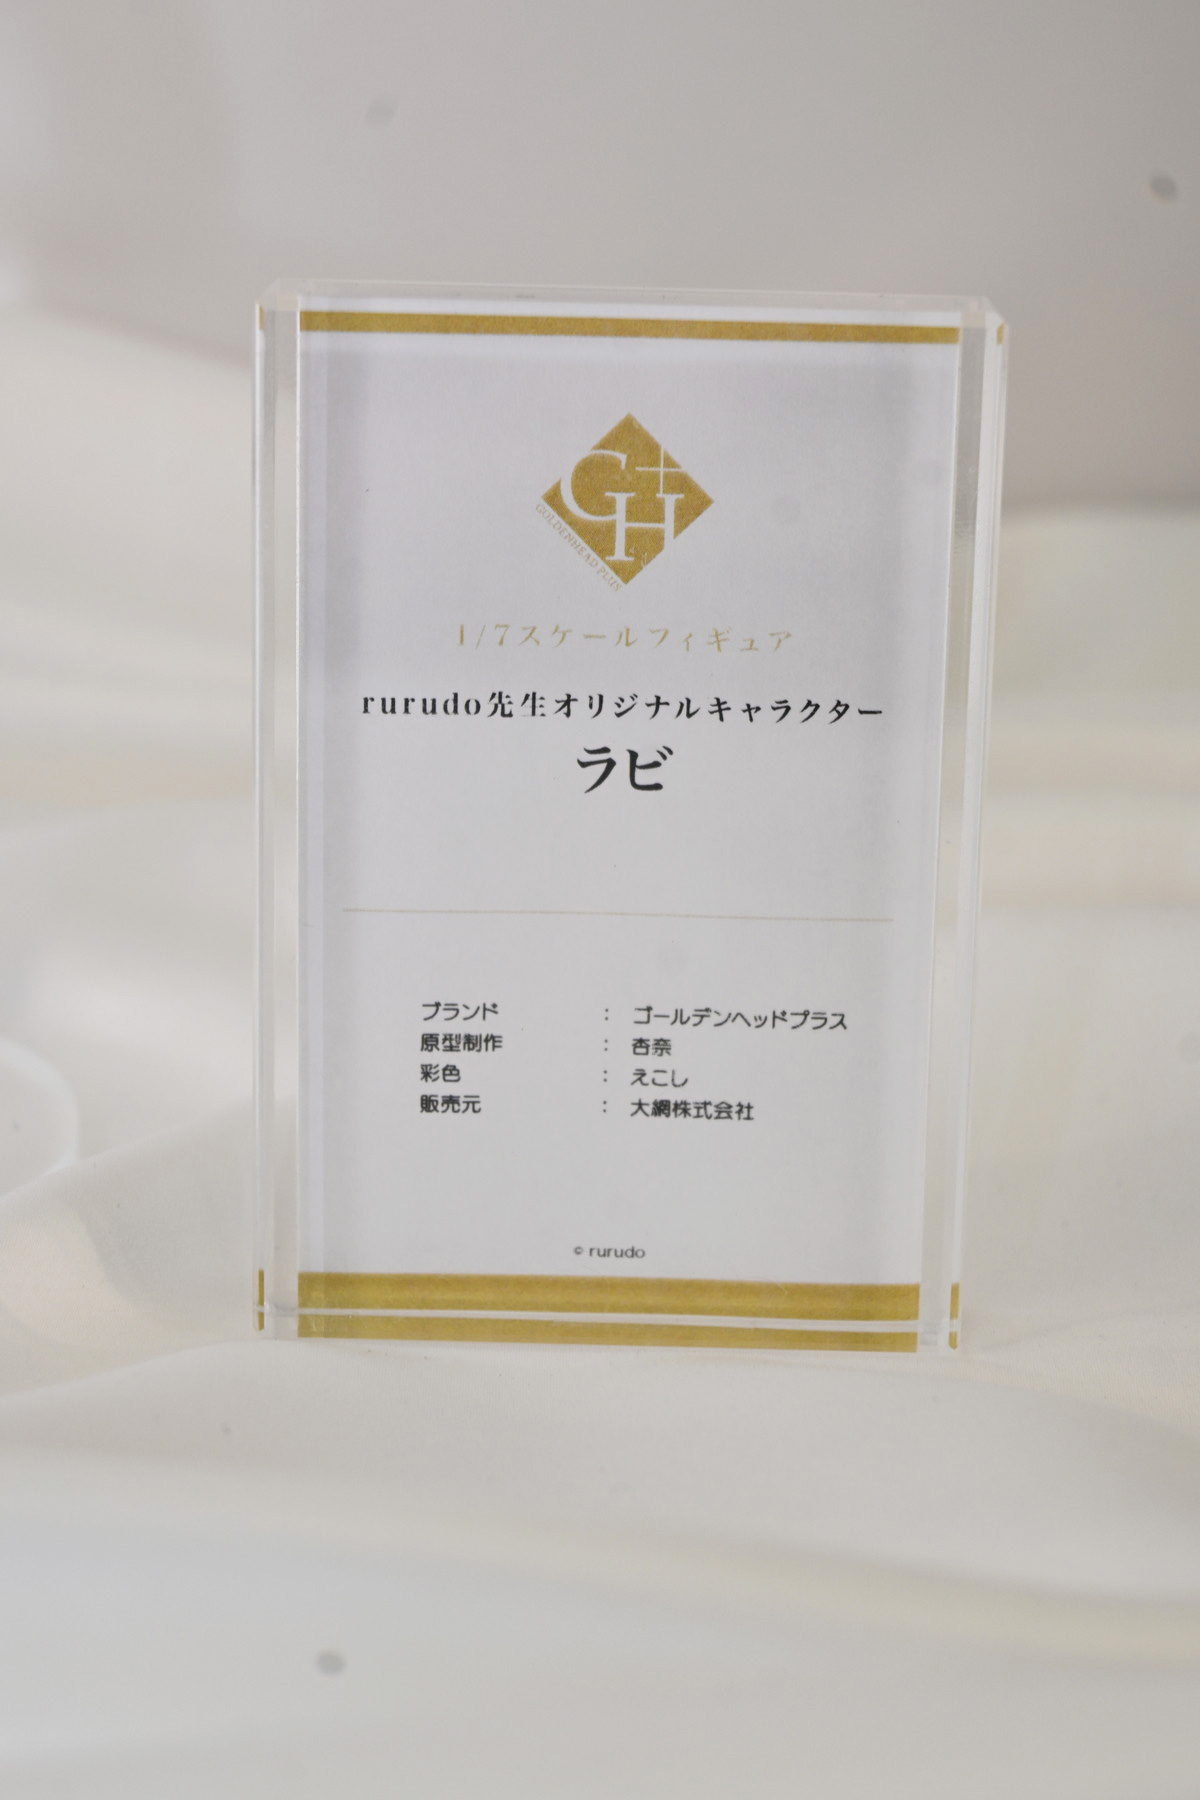 GH+
GOLDENHEAD PLUS
1/7スケールフィギュア
rurudo先生オリジナルキャラクター
ラビ
ブランド : ゴールデンヘッドプラス
原型制作 : 杏奈
彩色 : えこし
販売元 : 大網株式会社
© rurudo